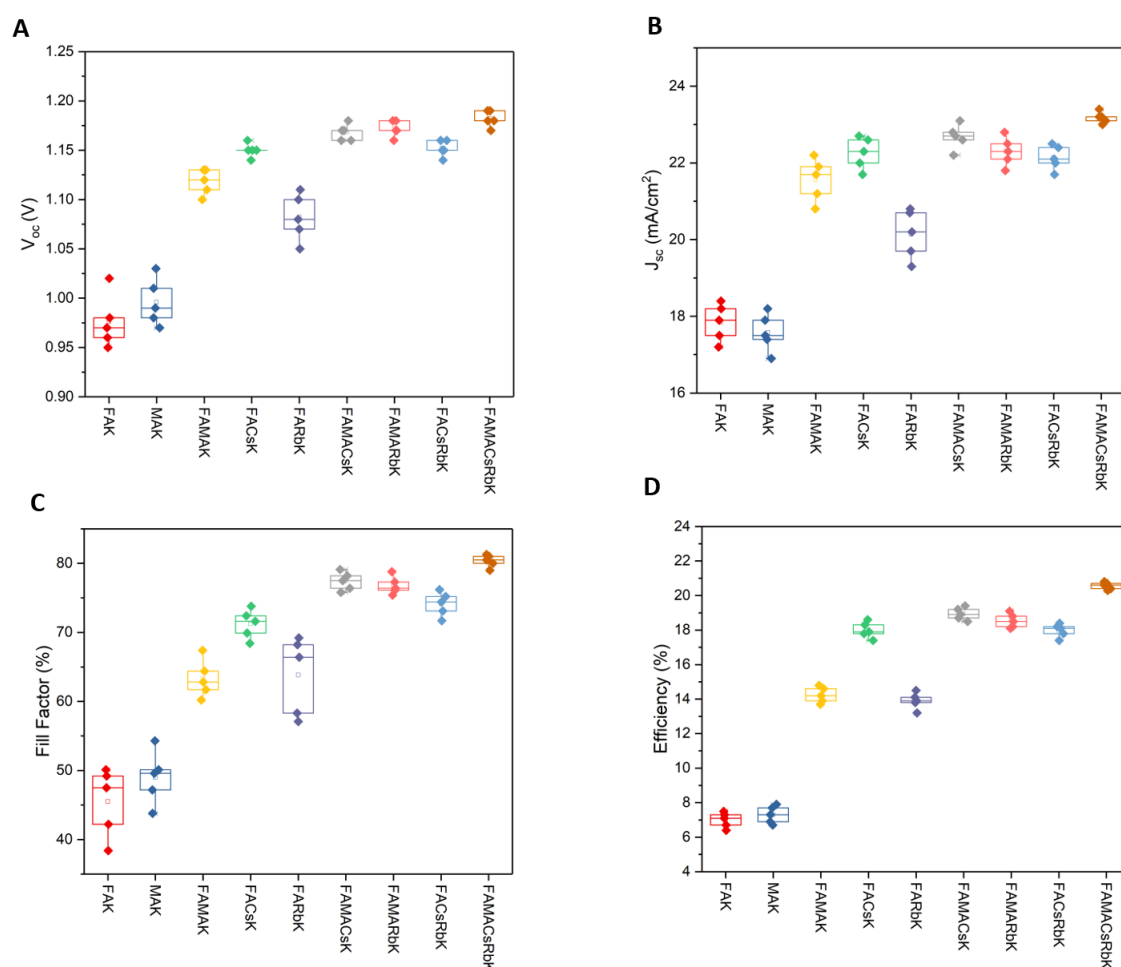 A
1.25
1.20
1.15
1.10
1.05
1.00
0.95
0.90
Voc (V)
FAK
MAK
FAMAK
FACsK
FARbK
FAMACsK
FAMARbK
FACsRbK
FAMACsRbK
B
24
22
20
18
16
Jsc (mA/cm²)
FAK
MAK
FAMAK
FACsK
FARbK
FAMACsK
FAMARbK
FACsRbK
FAMACsRbK
C
80
70
60
50
40
Fill Factor (%)
FAK
MAK
FAMAK
FACsK
FARbK
FAMACsK
FAMARbK
FACsRbK
FAMACsRbK
D
24
22
20
18
16
14
12
10
8
6
4
Efficiency (%)
FAK
MAK
FAMAK
FACsK
FARbK
FAMACsK
FAMARbK
FACsRbK
FAMACsRbK